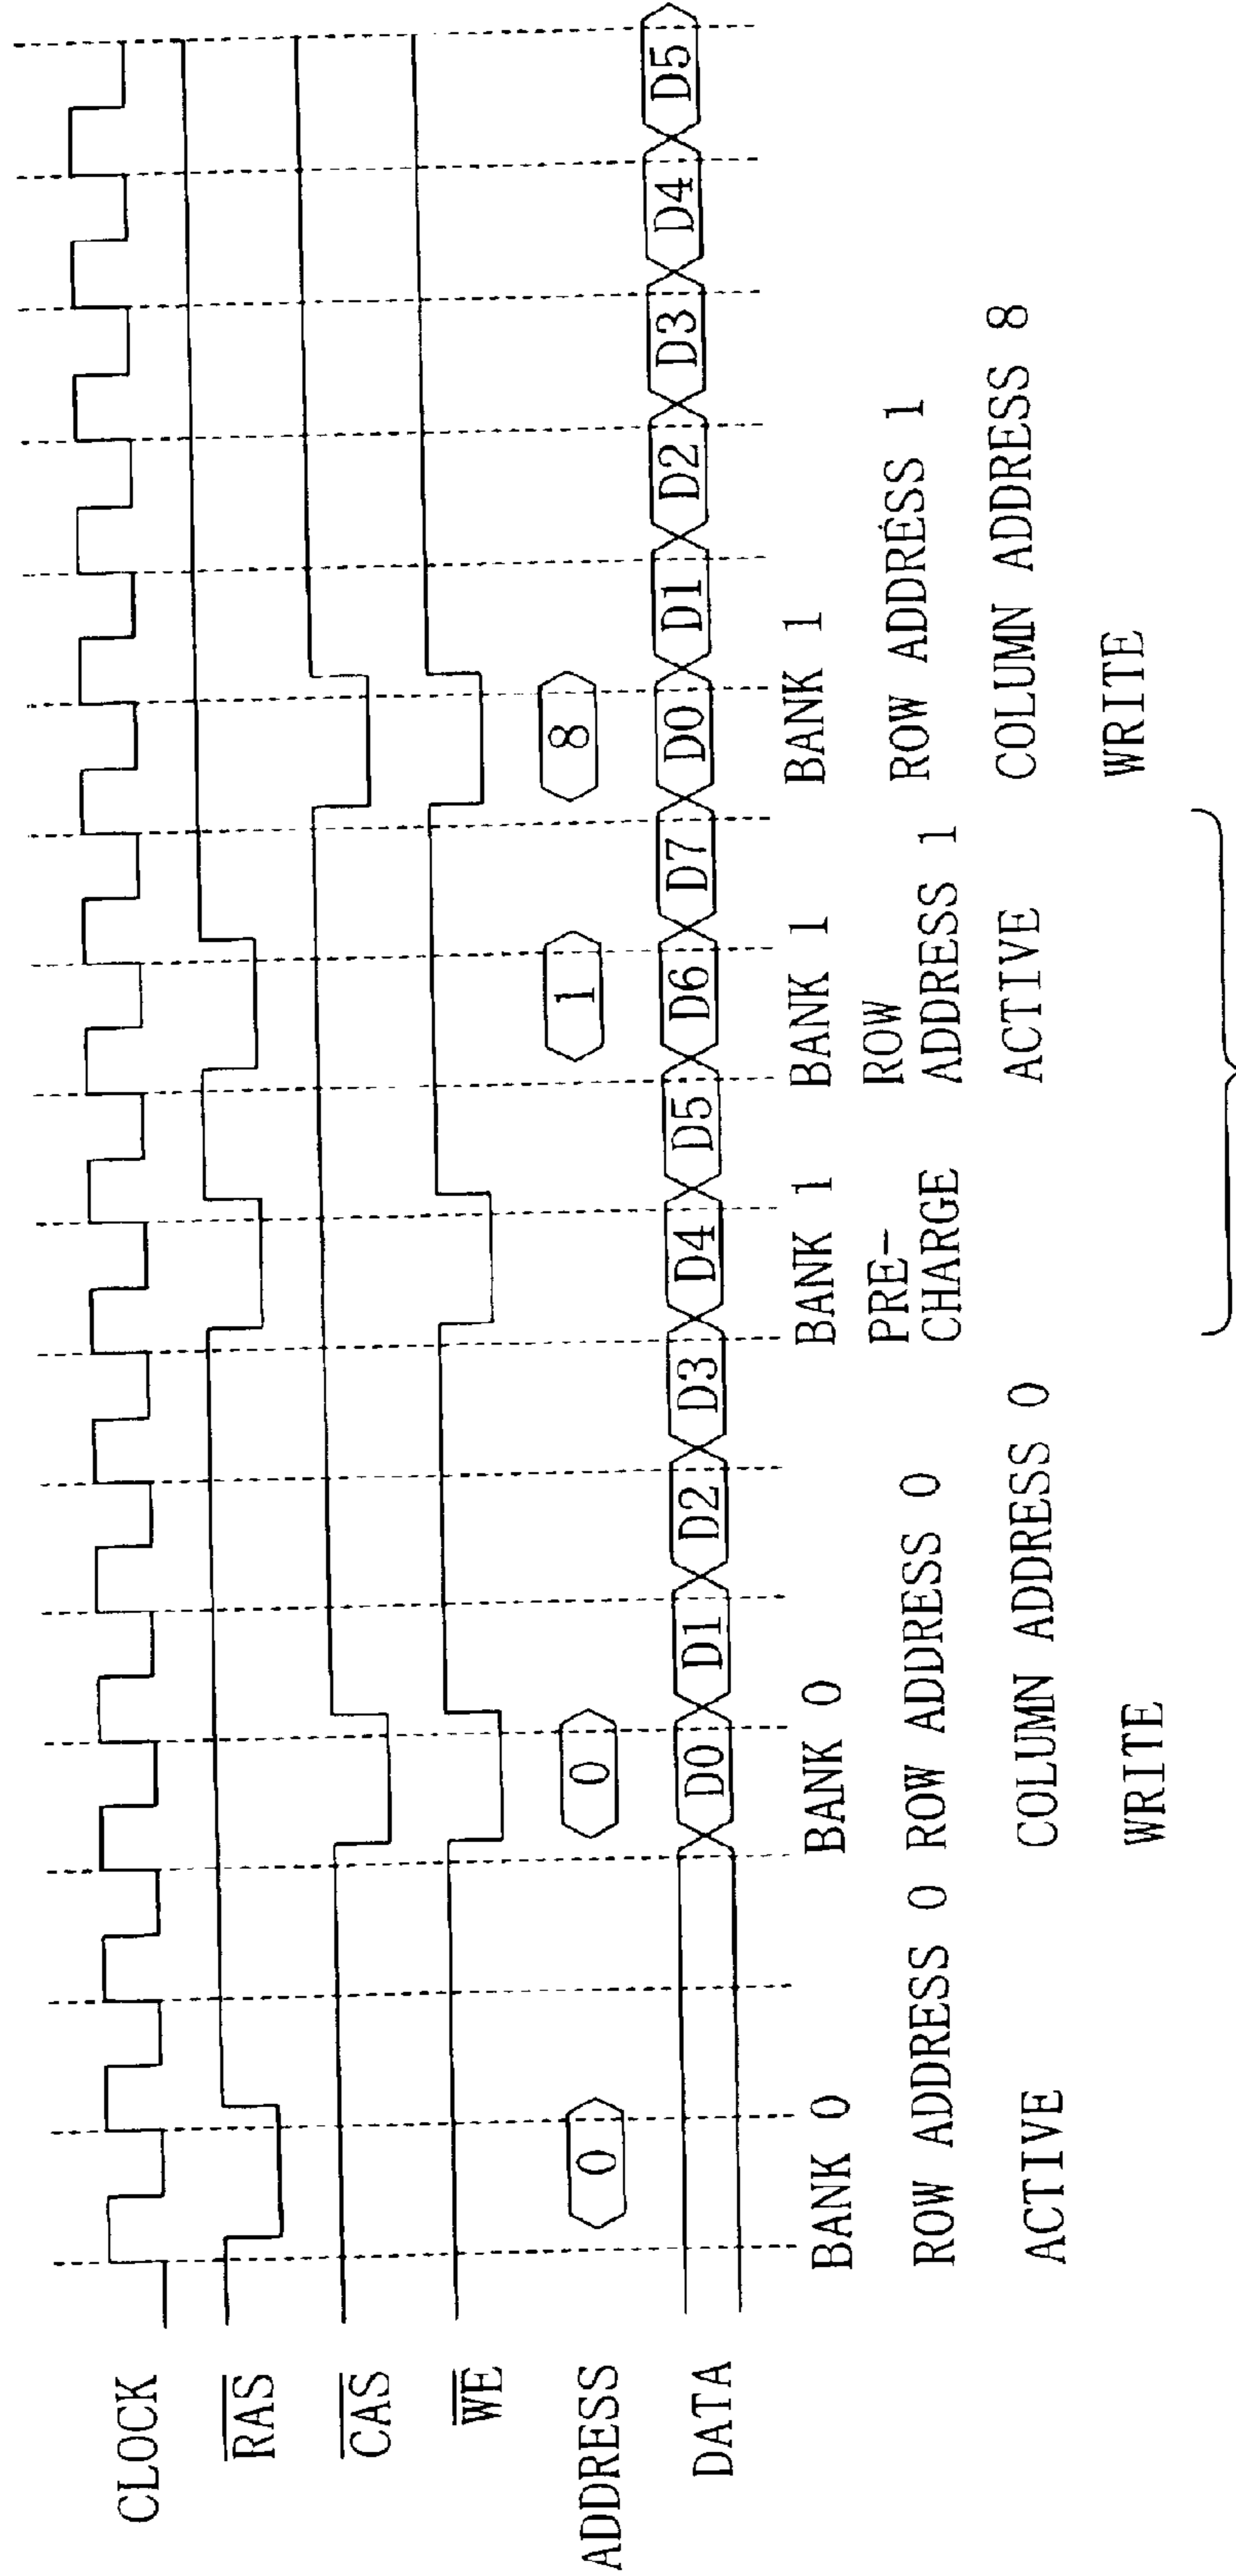 CLOCK
RAS
CAS
WE
ADDRESS 0 0 1 8
DATA D0 D1 D2 D3 D4 D5 D6 D7 D0 D1 D2 D3 D4 D5
BANK 0 BANK 0 BANK 1 BANK 1 BANK 1
ROW ADDRESS 0 ROW ADDRESS 0 PRE- ROW ROW ADDRESS 1
CHARGE ADDRESS 1
ACTIVE COLUMN ADDRESS 0 ACTIVE COLUMN ADDRESS 8
WRITE WRITE